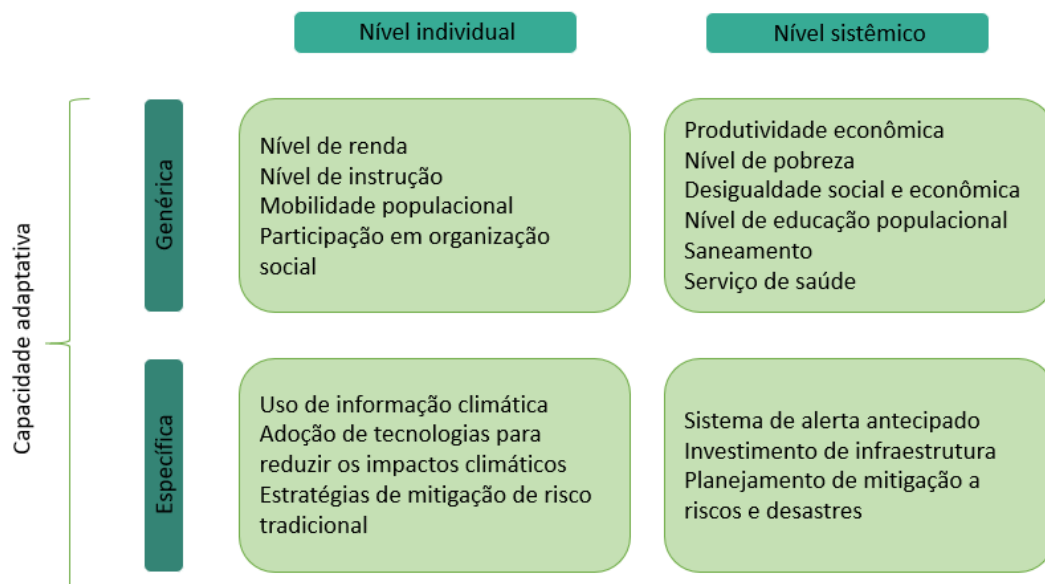 Nível individual
Nível sistêmico
Capacidade adaptativa
Genérica
Nível de renda
Nível de instrução
Mobilidade populacional
Participação em organização
social
Produtividade econômica
Nível de pobreza
Desigualdade social e econômica
Nível de educação populacional
Saneamento
Serviço de saúde
Específica
Uso de informação climática
Adoção de tecnologias para
reduzir os impactos climáticos
Estratégias de mitigação de risco
tradicional
Sistema de alerta antecipado
Investimento de infraestrutura
Planejamento de mitigação a
riscos e desastres